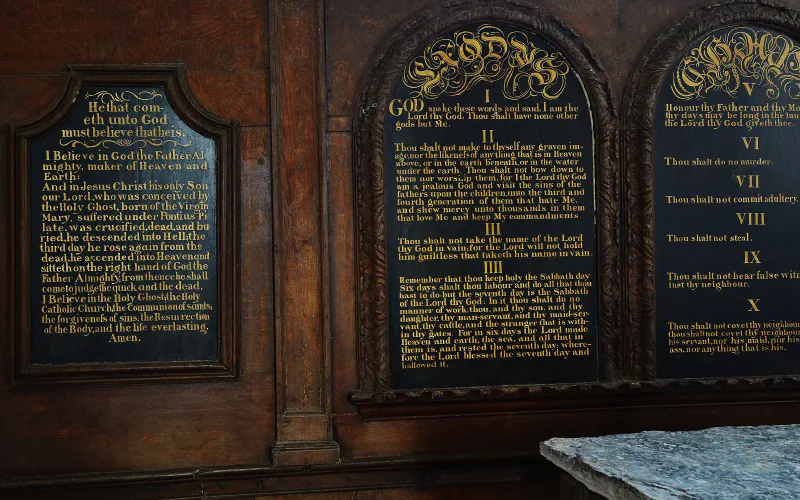 He that com-
eth unto God
must believe that he is.
I Believe in God the Father Al
mighty, maker of Heaven and
Earth:
And in Jesus Christ his only Son
our Lord, who was conceived by
the Holy Ghost, born of the Virgin
Mary, suffered under Pontius Pi
late, was crucified, dead, and bu
ried, he descended into Hell; the
third day he rose again from the
dead, he ascended into Heaven and
sitteth on the right hand of God the
Father Almighty, from thence he shall
come to judge the quick and the dead.
I Believe in the Holy Ghost, the Holy
Catholic Church, the Communion of saints,
the forgiveness of sins, the Resurrection
of the Body, and the life everlasting.
Amen.
EXODUS
I
GOD spake these words and said, I am the
Lord thy God. Thou shalt have none other
gods but Me.
II
Thou shalt not make to thyself any graven im-
age, nor the likeness of any thing that is in Heaven
above, or in the earth beneath, or in the water
under the earth. Thou shalt not bow down to
them nor worship them, for I the Lord thy God
am a jealous God and visit the sins of the
fathers upon the children, unto the third and
fourth generation of them that hate Me,
and shew mercy unto thousands in them
that love Me and keep My commandments
III
Thou shalt not take the name of the Lord
thy God in vain, for the Lord will not hold
him guiltless that taketh his name in vain.
IIII
Remember that thou keep holy the Sabbath day
Six days shalt thou labour and do all that thou
hast to do but the seventh day is the Sabbath
of the Lord thy God: In it thou shalt do no
manner of work, thou, and thy son, and thy
daughter, thy man-servant, and thy maid-ser-
vant, thy cattle, and the stranger that is with-
in thy gates. For in six days the Lord made
Heaven and earth, the sea, and all that in
them is, and rested the seventh day; where-
fore the Lord blessed the seventh day and
hallowed it.
V
Honour thy Father and thy Mo
thy days may be long in the lan
the Lord thy God giveth thee.
VI
Thou shalt do no murder.
VII
Thou shalt not commit adultery.
VIII
Thou shalt not steal.
IX
Thou shalt not bear false wit
inst thy neighbour.
X
Thou shalt not covet thy neighbour
thou shalt not covet thy neighbour
his servant, nor his maid, nor his
ass, nor any thing that is his.